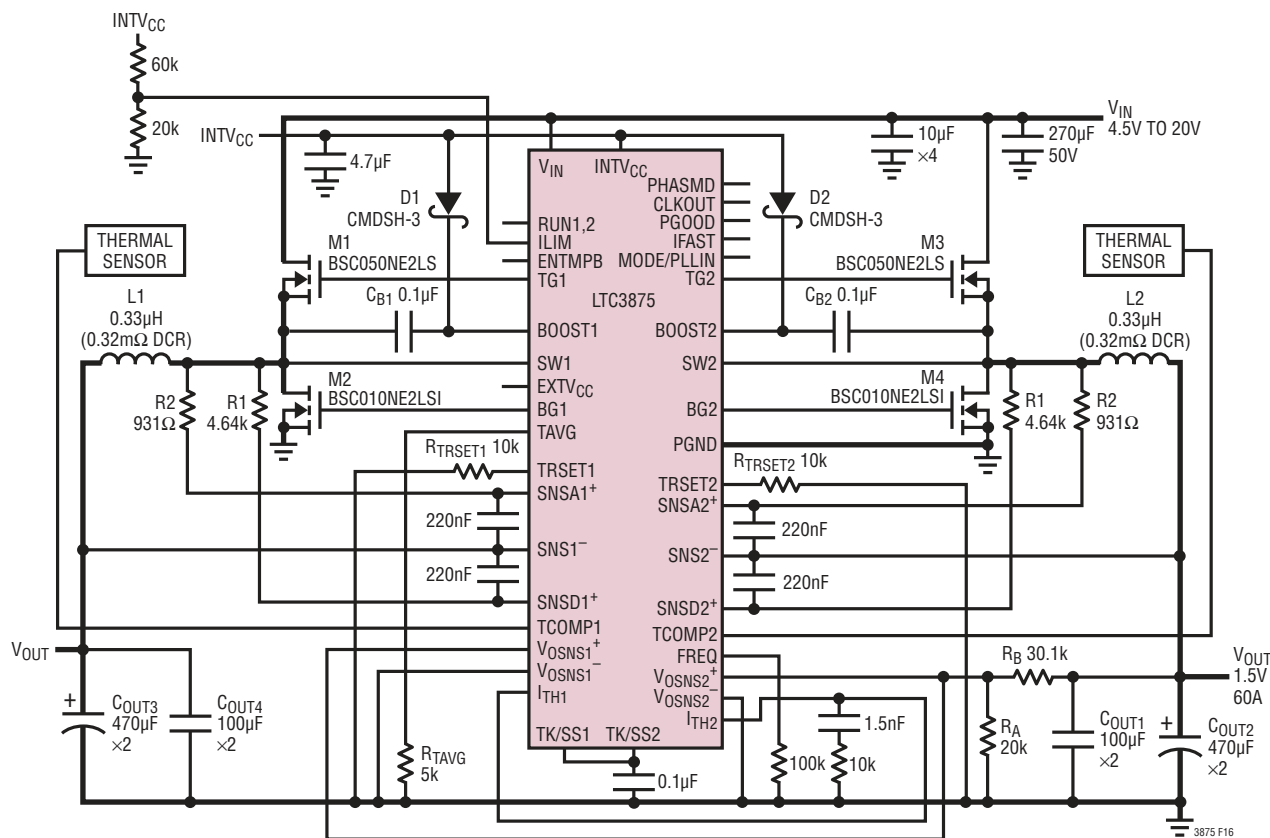 INTVCC
60k
20k
INTVCC
4.7µF
D1
CMDSH-3
VIN
INTVCC
10µF
×4
270µF
50V
VIN
4.5V TO 20V
PHASMD
CLKOUT
PGOOD
IFAST
MODE/PLLIN
TG2
RUN1,2
ILIM
ENTMPB
TG1
LTC3875
D2
CMDSH-3
THERMAL
SENSOR
M1
BSC050NE2LS
M3
BSC050NE2LS
THERMAL
SENSOR
L1
0.33µH
(0.32mΩ DCR)
CB1 0.1µF
BOOST1
BOOST2
CB2 0.1µF
L2
0.33µH
(0.32mΩ DCR)
SW1
SW2
R2
931Ω
R1
4.64k
M2
BSC010NE2LSI
EXTVCC
BG1
TAVG
BG2
PGND
M4
BSC010NE2LSI
R1
4.64k
R2
931Ω
RTRSET1 10k
TRSET1
SNSA1+
220nF
SNS1–
220nF
SNSD1+
TCOMP1
VOSNS1+
VOSNS1–
ITH1
RTRSET2 10k
TRSET2
SNSA2+
220nF
SNS2–
220nF
SNSD2+
TCOMP2
FREQ
VOSNS2+
VOSNS2–
ITH2
TK/SS1
TK/SS2
VOUT
COUT3
470µF
×2
COUT4
100µF
×2
RTAVG
5k
0.1µF
100k
1.5nF
10k
RB 30.1k
RA
20k
COUT1
100µF
×2
VOUT
1.5V
60A
COUT2
470µF
×2
3875 F16